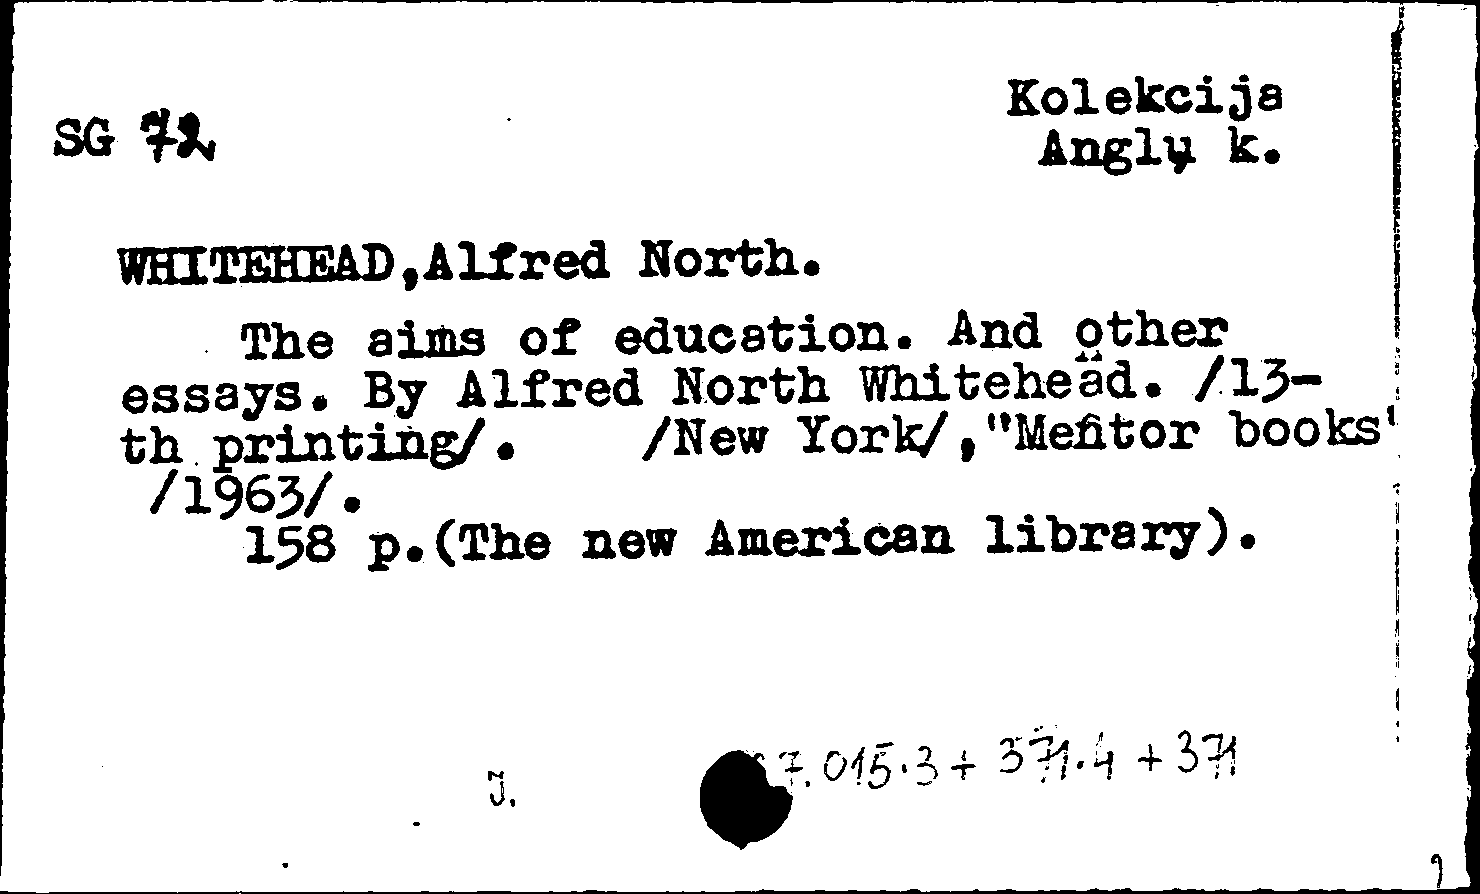 Kolekcija
SG 72
Anglų k.
WHITEHEAD,Alfred North.
The aims of education. And other
essays. By Alfred North Whitehead. /13-
th printing/. /New York/,"Mentor books"
/1963/.
158 p.(The new American library).
37.015.3 + 371.4 + 371
J.